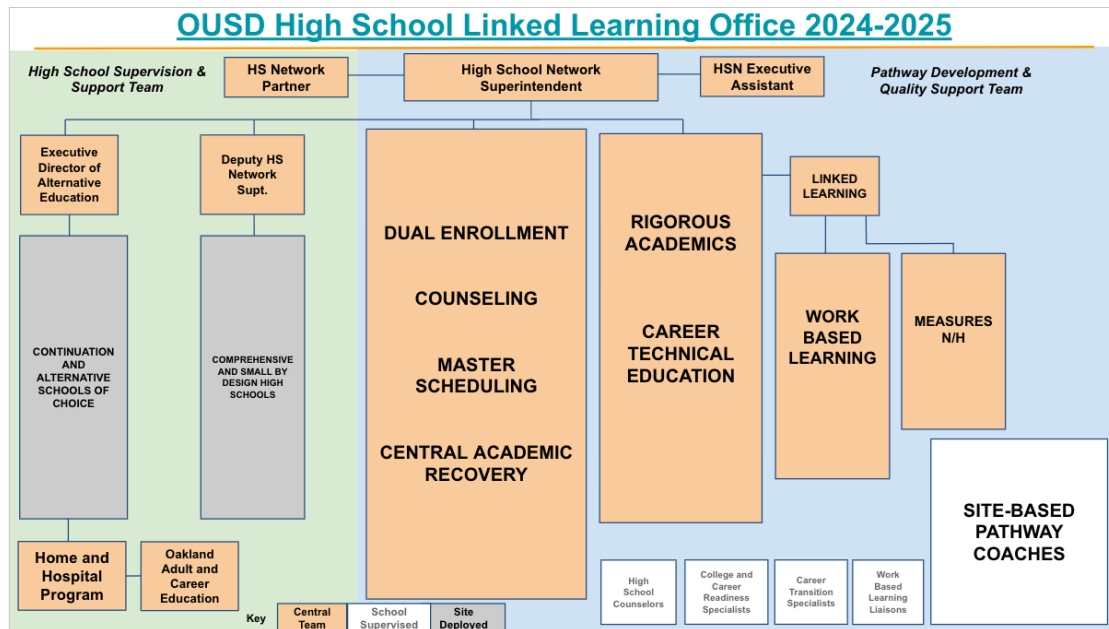 OUSD High School Linked Learning Office 2024-2025
High School Supervision &
Support Team
HS Network
Partner
High School Network
Superintendent
HSN Executive
Assistant
Pathway Development &
Quality Support Team
Executive
Director of
Alternative
Education
Deputy HS
Network
Supt.
DUAL ENROLLMENT
COUNSELING
MASTER
SCHEDULING
CENTRAL ACADEMIC
RECOVERY
RIGOROUS
ACADEMICS
CAREER
TECHNICAL
EDUCATION
LINKED
LEARNING
WORK
BASED
LEARNING
MEASURES
N/H
CONTINUATION
AND
ALTERNATIVE
SCHOOLS OF
CHOICE
COMPREHENSIVE
AND SMALL BY
DESIGN HIGH
SCHOOLS
SITE-BASED
PATHWAY
COACHES
Home and
Hospital
Program
Oakland
Adult and
Career
Education
High
School
Counselors
College and
Career
Readiness
Specialists
Career
Transition
Specialists
Work
Based
Learning
Liaisons
Key
Central
Team
School
Supervised
Site
Deployed